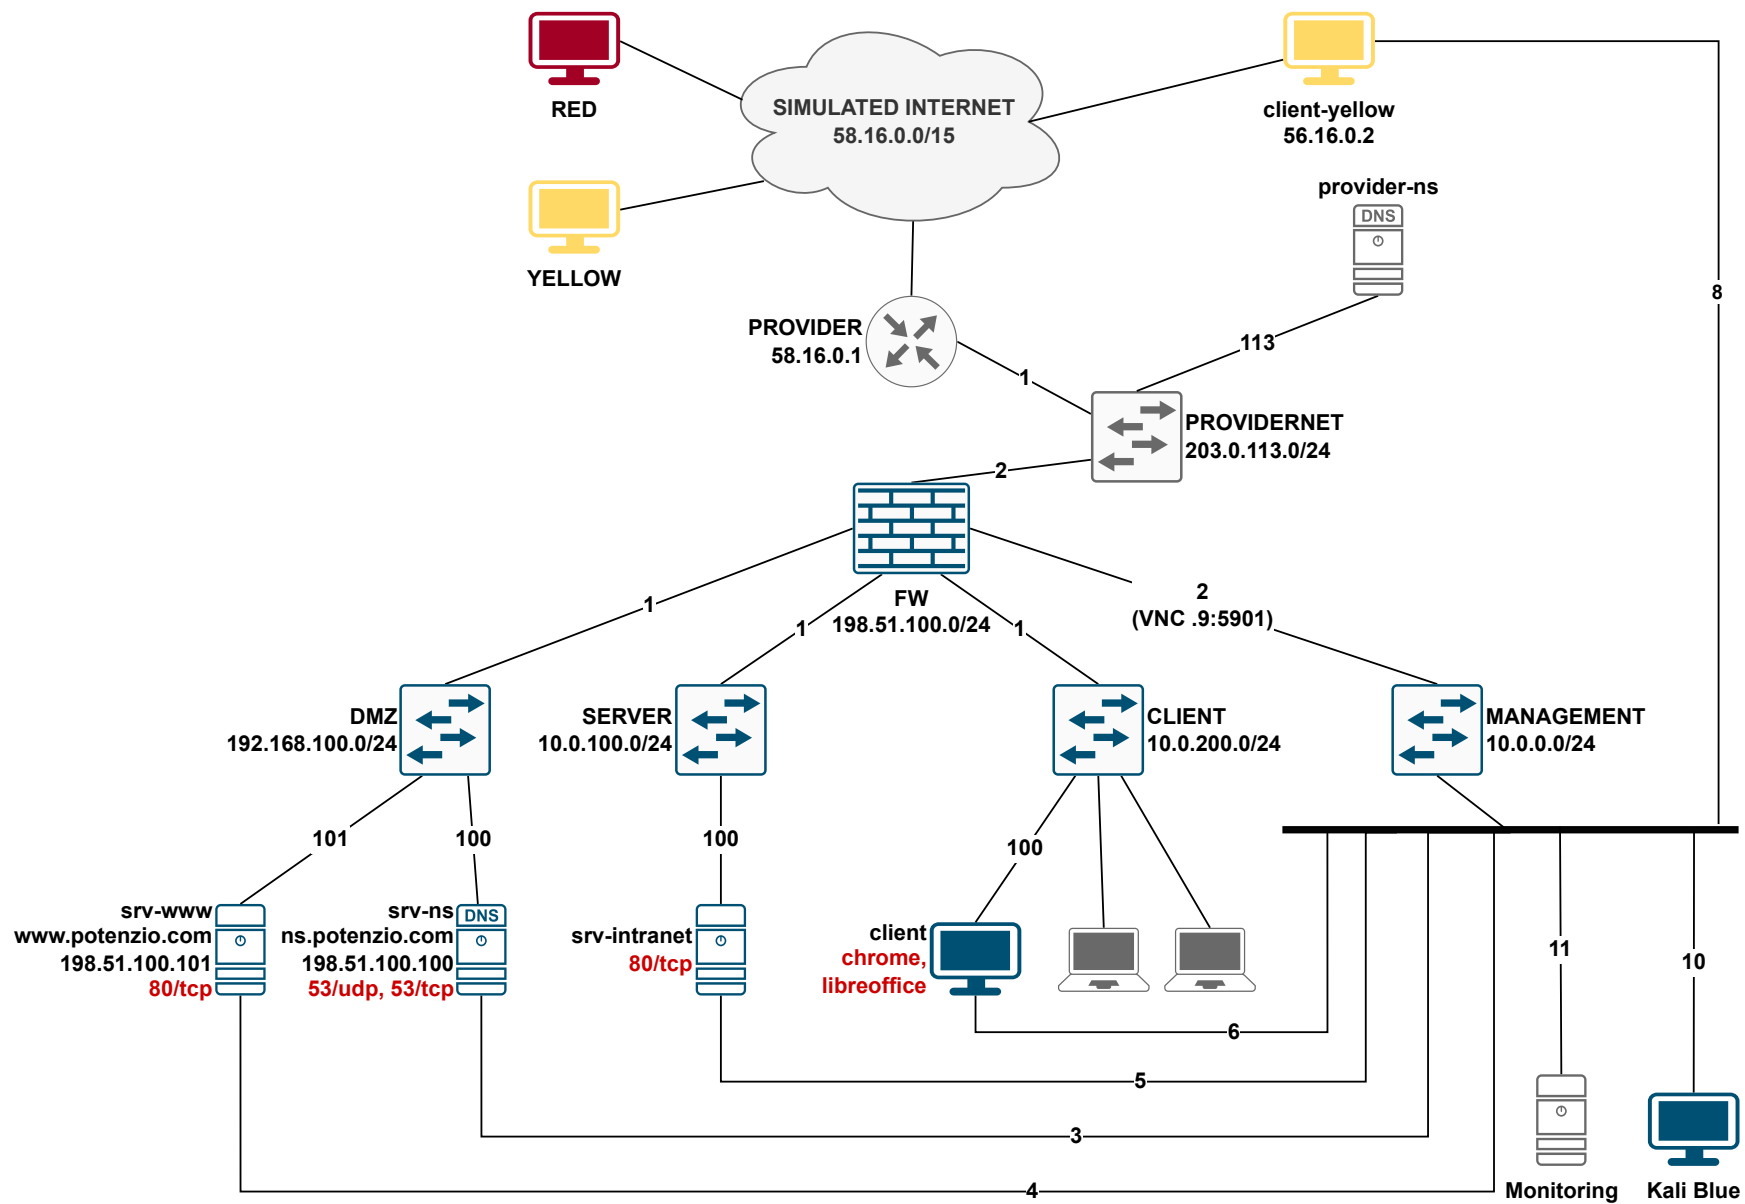 RED
SIMULATED INTERNET
58.16.0.0/15
client-yellow
56.16.0.2
YELLOW
provider-ns
DNS
8
PROVIDER
58.16.0.1
113
1
PROVIDERNET
203.0.113.0/24
2
FW
198.51.100.0/24
1
1
1
2
(VNC .9:5901)
DMZ
192.168.100.0/24
SERVER
10.0.100.0/24
CLIENT
10.0.200.0/24
MANAGEMENT
10.0.0.0/24
101
100
100
100
srv-www
www.potenzio.com
198.51.100.101
80/tcp
srv-ns
ns.potenzio.com
198.51.100.100
53/udp, 53/tcp
DNS
srv-intranet
80/tcp
client
chrome,
libreoffice
11
10
6
5
3
4
Monitoring
Kali Blue